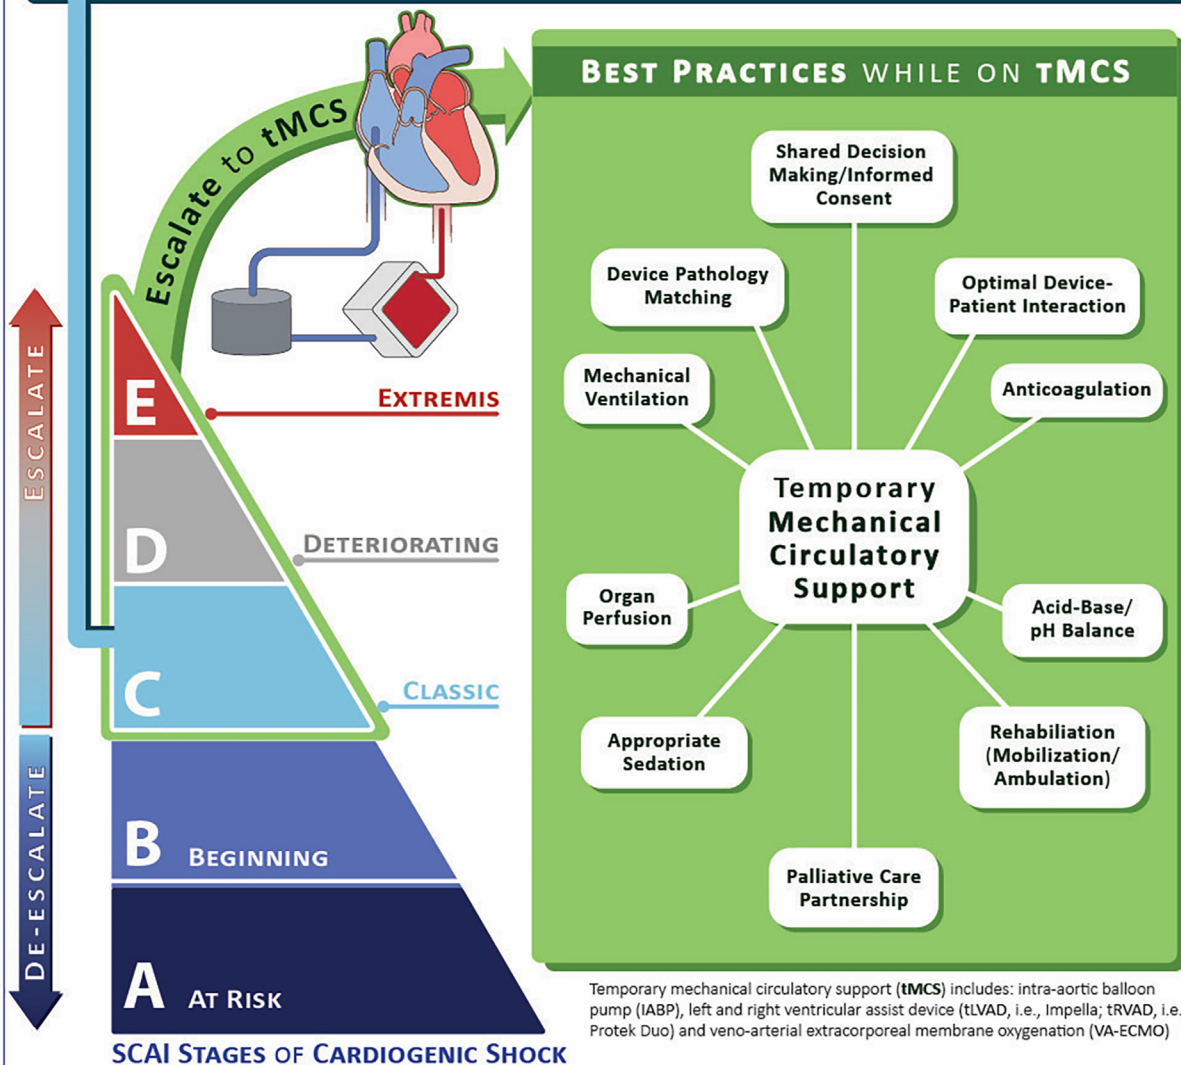 Escalate to tMCS
BEST PRACTICES WHILE ON tMCS
Shared Decision
Making/Informed
Consent
Device Pathology
Matching
Optimal Device-
Patient Interaction
Mechanical
Ventilation
Anticoagulation
Temporary
Mechanical
Circulatory
Support
Organ
Perfusion
Acid-Base/
pH Balance
Appropriate
Sedation
Rehabiliation
(Mobilization/
Ambulation)
Palliative Care
Partnership
ESCALATE
DE-ESCALATE
E
EXTREMIS
D
DETERIORATING
C
CLASSIC
B BEGINNING
A AT RISK
SCAI STAGES OF CARDIOGENIC SHOCK
Temporary mechanical circulatory support (tMCS) includes: intra-aortic balloon
pump (IABP), left and right ventricular assist device (tLVAD, i.e., Impella; tRVAD, i.e.
Protek Duo) and veno-arterial extracorporeal membrane oxygenation (VA-ECMO)